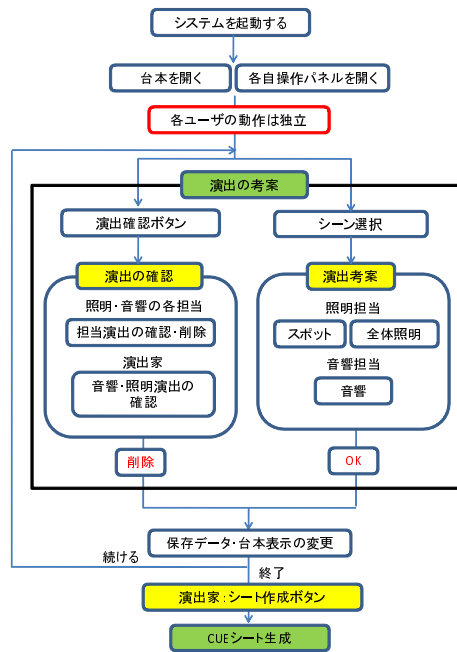 システムを起動する
台本を開く
各自操作パネルを開く
各ユーザの動作は独立
演出の考案
演出確認ボタン
シーン選択
演出の確認
照明・音響の各担当
担当演出の確認・削除
演出家
音響・照明演出の
確認
演出考案
照明担当
スポット
全体照明
音響担当
音響
削除
OK
保存データ・台本表示の変更
続ける
終了
演出家：シート作成ボタン
CUEシート生成